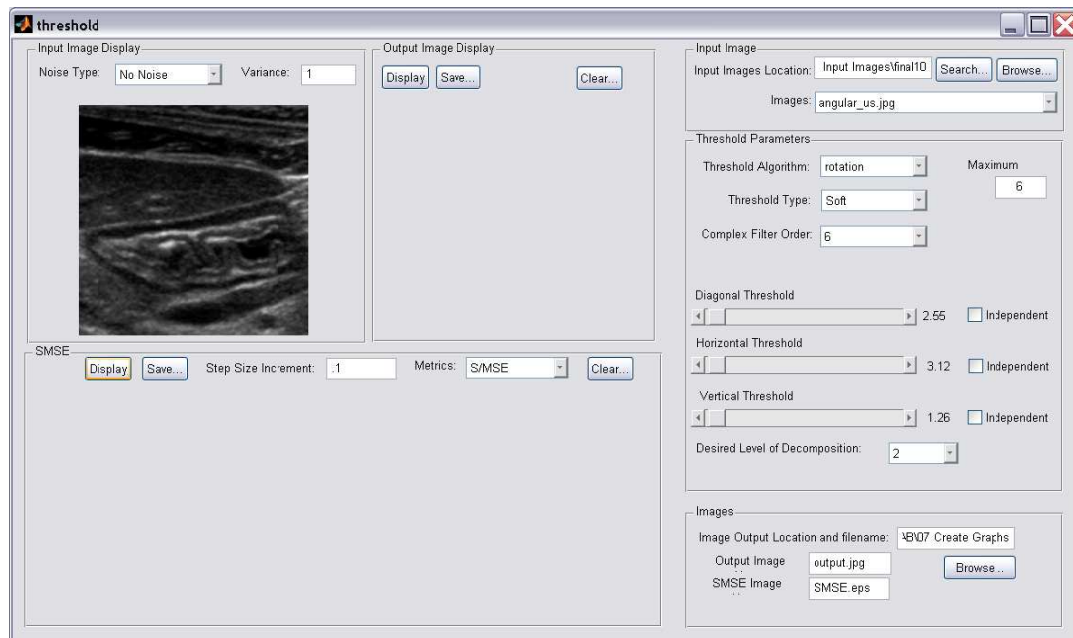 threshold
Input Image Display
Noise Type: No Noise Variance: 1
Output Image Display
Display Save... Clear...
Input Image
Input Images Location: Input Images\final10 Search... Browse...
Images: angular_us.jpg
Threshold Parameters
Threshold Algorithm: rotation Maximum
6
Threshold Type: Soft
Complex Filter Order: 6
Diagonal Threshold
2.55 Independent
Horizontal Threshold
3.12 Independent
Vertical Threshold
1.26 Independent
Desired Level of Decomposition: 2
SMSE
Display Save... Step Size Increment: .1 Metrics: S/MSE Clear...
Images
Image Output Location and filename: \B\07 Create Graphs
Output Image output.jpg Browse...
SMSE Image SMSE.eps